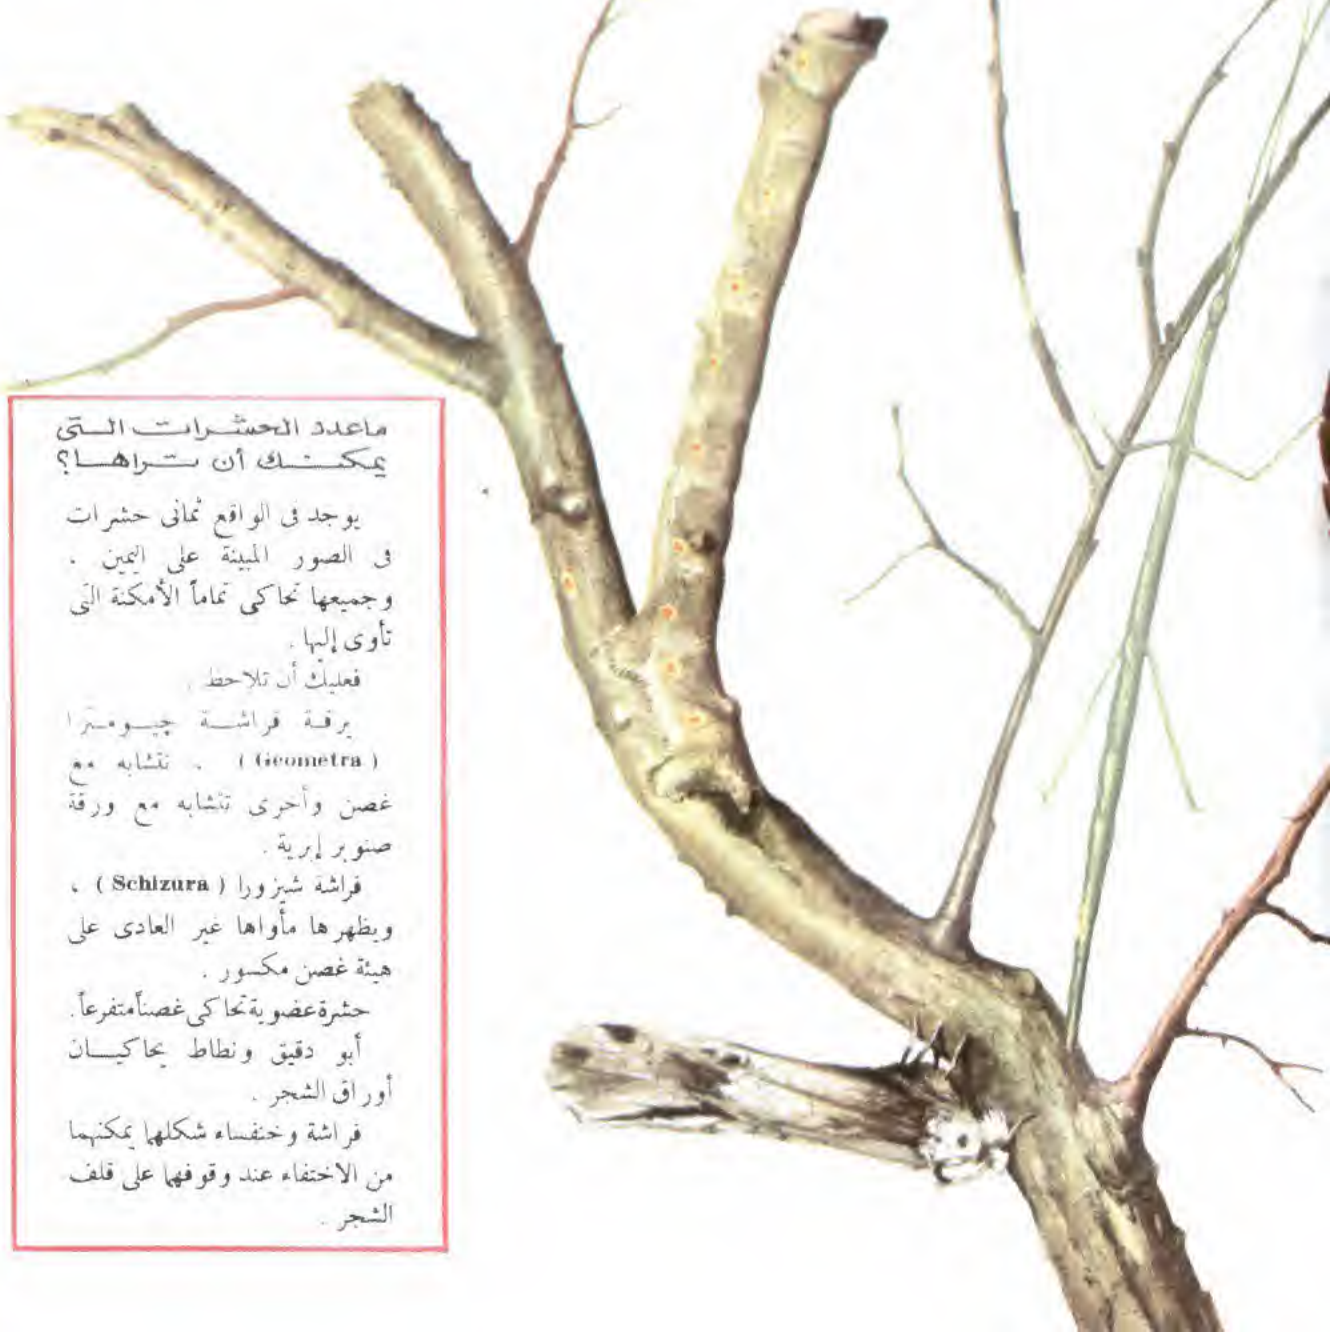 ماعدد الحشرات التى
يمكنك أن تراها؟
يوجد فى الواقع ثمانى حشرات
فى الصور المبينة على اليمين .
وجميعها تحاكى تماماً الأمكنة التى
تأوى إليها .
فعليك أن تلاحظ .
يرقة فراشة چيومترا
( Geometra ) . تتشابه مع
غصن وأخرى تتشابه مع ورقة
صنوبر إبرية .
فراشة شيزورا ( Schizura ) ،
ويظهرها مأواها غير العادى على
هيئة غصن مكسور .
حشرة عضوية تحاكى غصناً متفرعاً .
أبو دقيق ونطاط يحاكيان
أوراق الشجر .
فراشة وخنفساء شكلها يمكنهما
من الاختفاء عند وقوفها على قلف
الشجر .